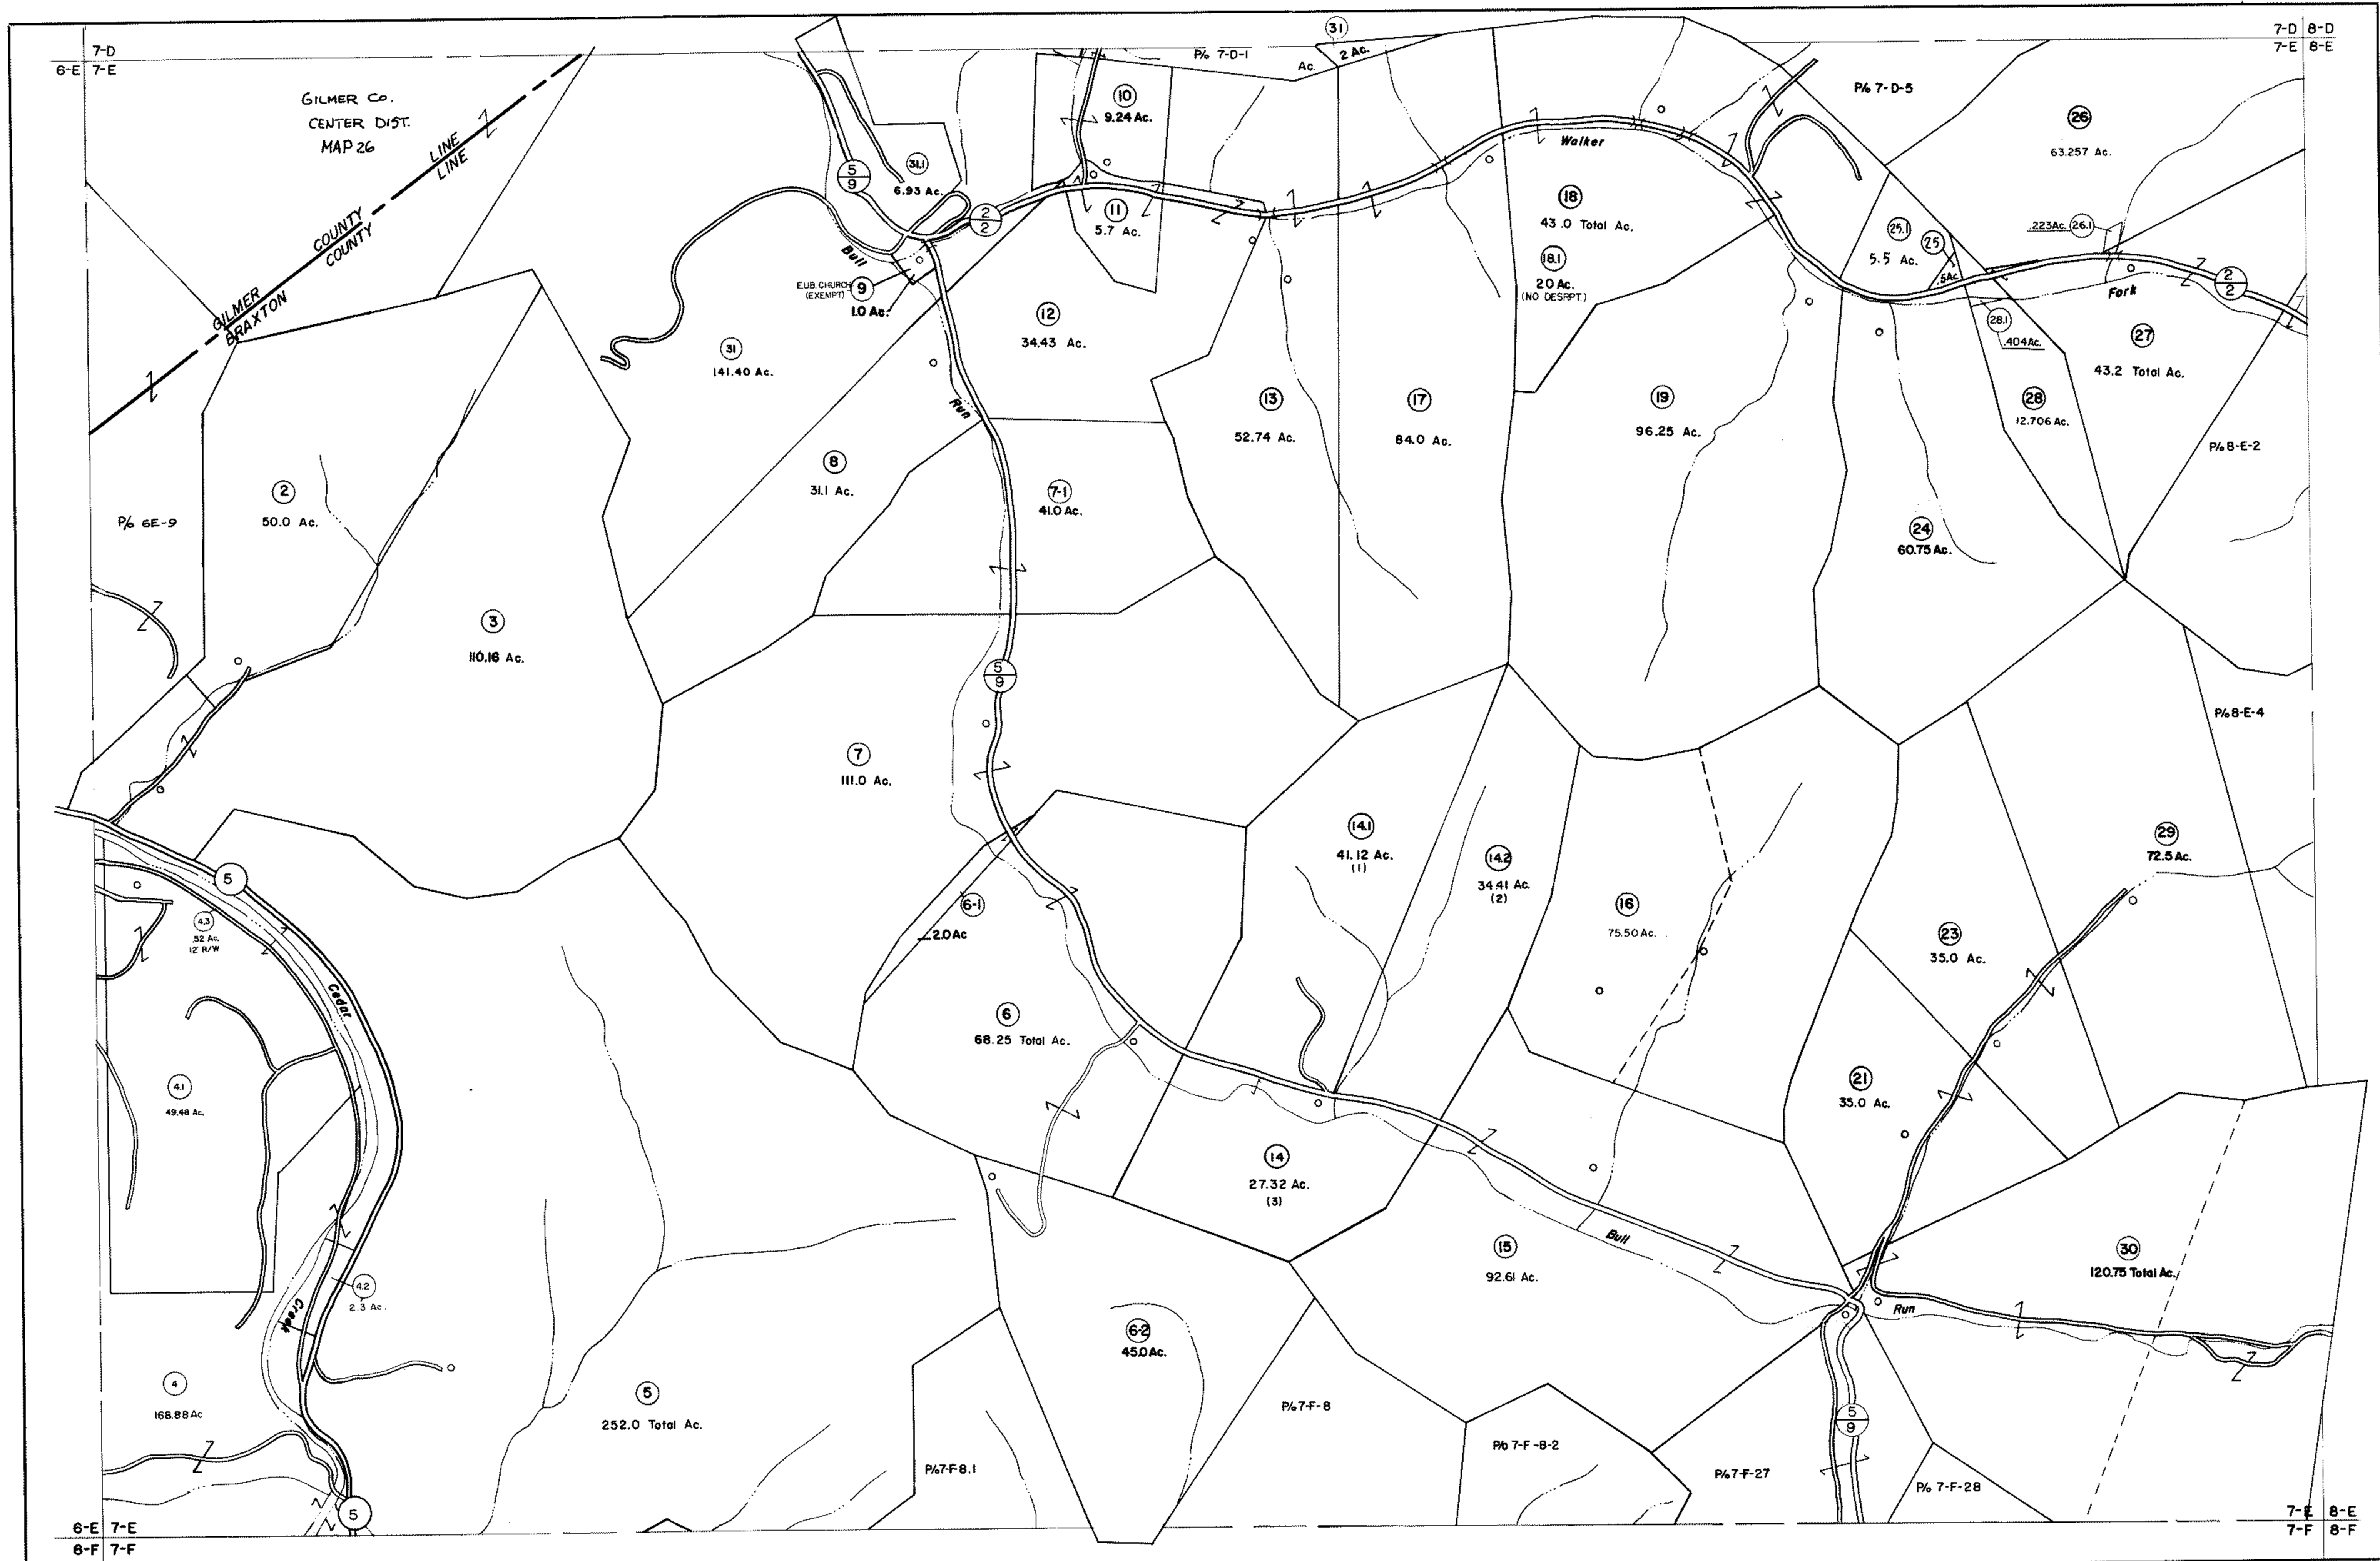 7-D
6-E 7-E
7-D 8-D
7-E 8-E
GILMER CO.
CENTER DIST.
MAP 26
LINE
LINE
COUNTY
COUNTY
GILMER
BRAXTON
P/o 7-D-1
Ac.
31
2 Ac.
P/o 7-D-5
10
9.24 Ac.
26
63.257 Ac.
5
9
31.1
6.93 Ac.
2
2
11
5.7 Ac.
Walker
18
43.0 Total Ac.
18.1
20 Ac.
(NO DESRPT.)
25.1
5.5 Ac.
25
.5Ac
.223Ac. 26.1
2
2
Fork
Bull
E.U.B. CHURCH
(EXEMPT)
9
1.0 Ac.
12
34.43 Ac.
28.1
.404Ac.
27
43.2 Total Ac.
31
141.40 Ac.
Run
13
52.74 Ac.
17
84.0 Ac.
19
96.25 Ac.
28
12.706 Ac.
P/o 8-E-2
8
31.1 Ac.
7-1
41.0 Ac.
2
50.0 Ac.
P/o 6E-9
24
60.75 Ac.
3
110.16 Ac.
5
9
P/o 8-E-4
7
111.0 Ac.
14.1
41.12 Ac.
(1)
14.2
34.41 Ac.
(2)
29
72.5 Ac.
5
6-1
2.0 Ac
16
75.50 Ac.
23
35.0 Ac.
4.3
.52 Ac.
12' R/W
Cedar
6
68.25 Total Ac.
4.1
49.48 Ac.
21
35.0 Ac.
14
27.32 Ac.
(3)
Bull
15
92.61 Ac.
30
120.75 Total Ac.
4.2
2.3 Ac.
Creek
Run
6-2
45.0 Ac.
4
168.88 Ac
5
252.0 Total Ac.
P/o 7-F-8
5
9
P/o 7-F-8-2
P/o 7-F-8.1
P/o 7-F-27
P/o 7-F-28
5
6-E 7-E
6-F 7-F
7-E 8-E
7-F 8-F